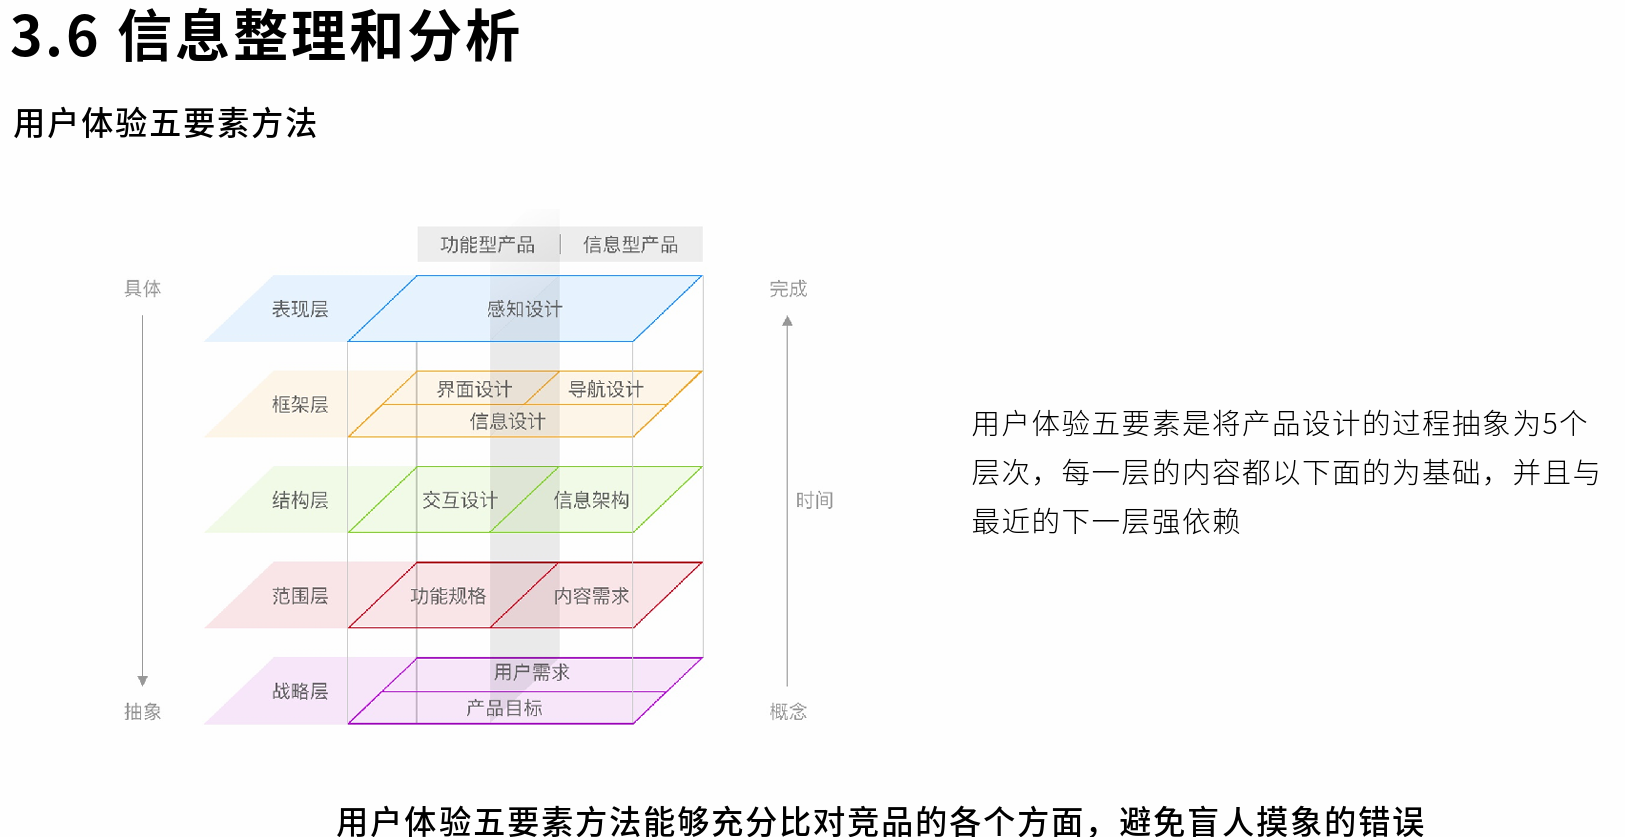 3.6 信息整理和分析
用户体验五要素方法
功能型产品 | 信息型产品
具体
完成
表现层
感知设计
界面设计
导航设计
框架层
信息设计
结构层
交互设计
信息架构
时间
范围层
功能规格
内容需求
用户需求
战略层
产品目标
抽象
概念
用户体验五要素是将产品设计的过程抽象为5个
层次，每一层的内容都以下面的为基础，并且与
最近的下一层强依赖
用户体验五要素方法能够充分比对竞品的各个方面，避免盲人摸象的错误